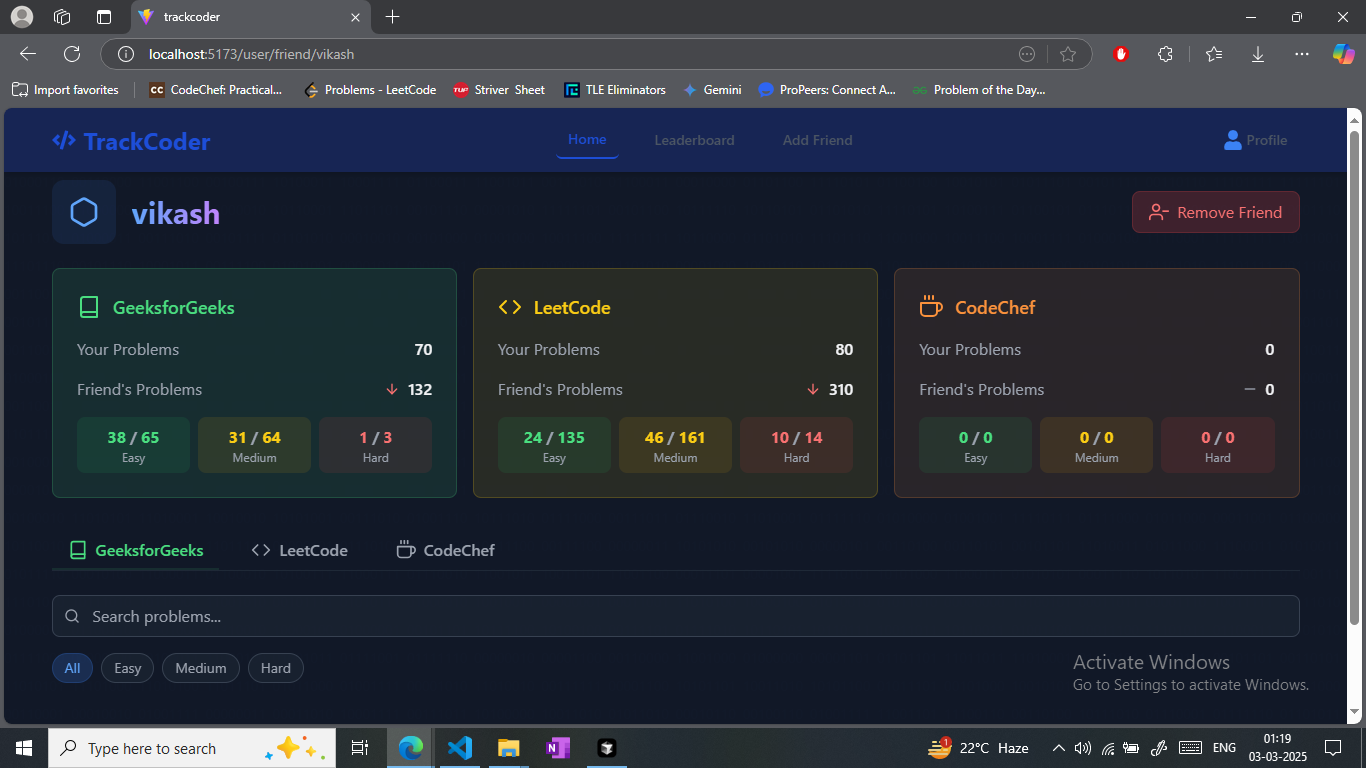 trackcoder
localhost:5173/user/friend/vikash
Import favorites
CC CodeChef: Practical...
Problems - LeetCode
TUF Striver Sheet
TLE Eliminators
Gemini
ProPeers: Connect A...
Problem of the Day...
</> TrackCoder
Home
Leaderboard
Add Friend
Profile
vikash
Remove Friend
GeeksforGeeks
Your Problems 70
Friend's Problems ↓ 132
38 / 65 31 / 64 1 / 3
Easy Medium Hard
<> LeetCode
Your Problems 80
Friend's Problems ↓ 310
24 / 135 46 / 161 10 / 14
Easy Medium Hard
CodeChef
Your Problems 0
Friend's Problems — 0
0 / 0 0 / 0 0 / 0
Easy Medium Hard
GeeksforGeeks <> LeetCode CodeChef
Search problems...
All Easy Medium Hard
Activate Windows
Go to Settings to activate Windows.
Type here to search
1
22°C Haze
ENG
01:19
03-03-2025